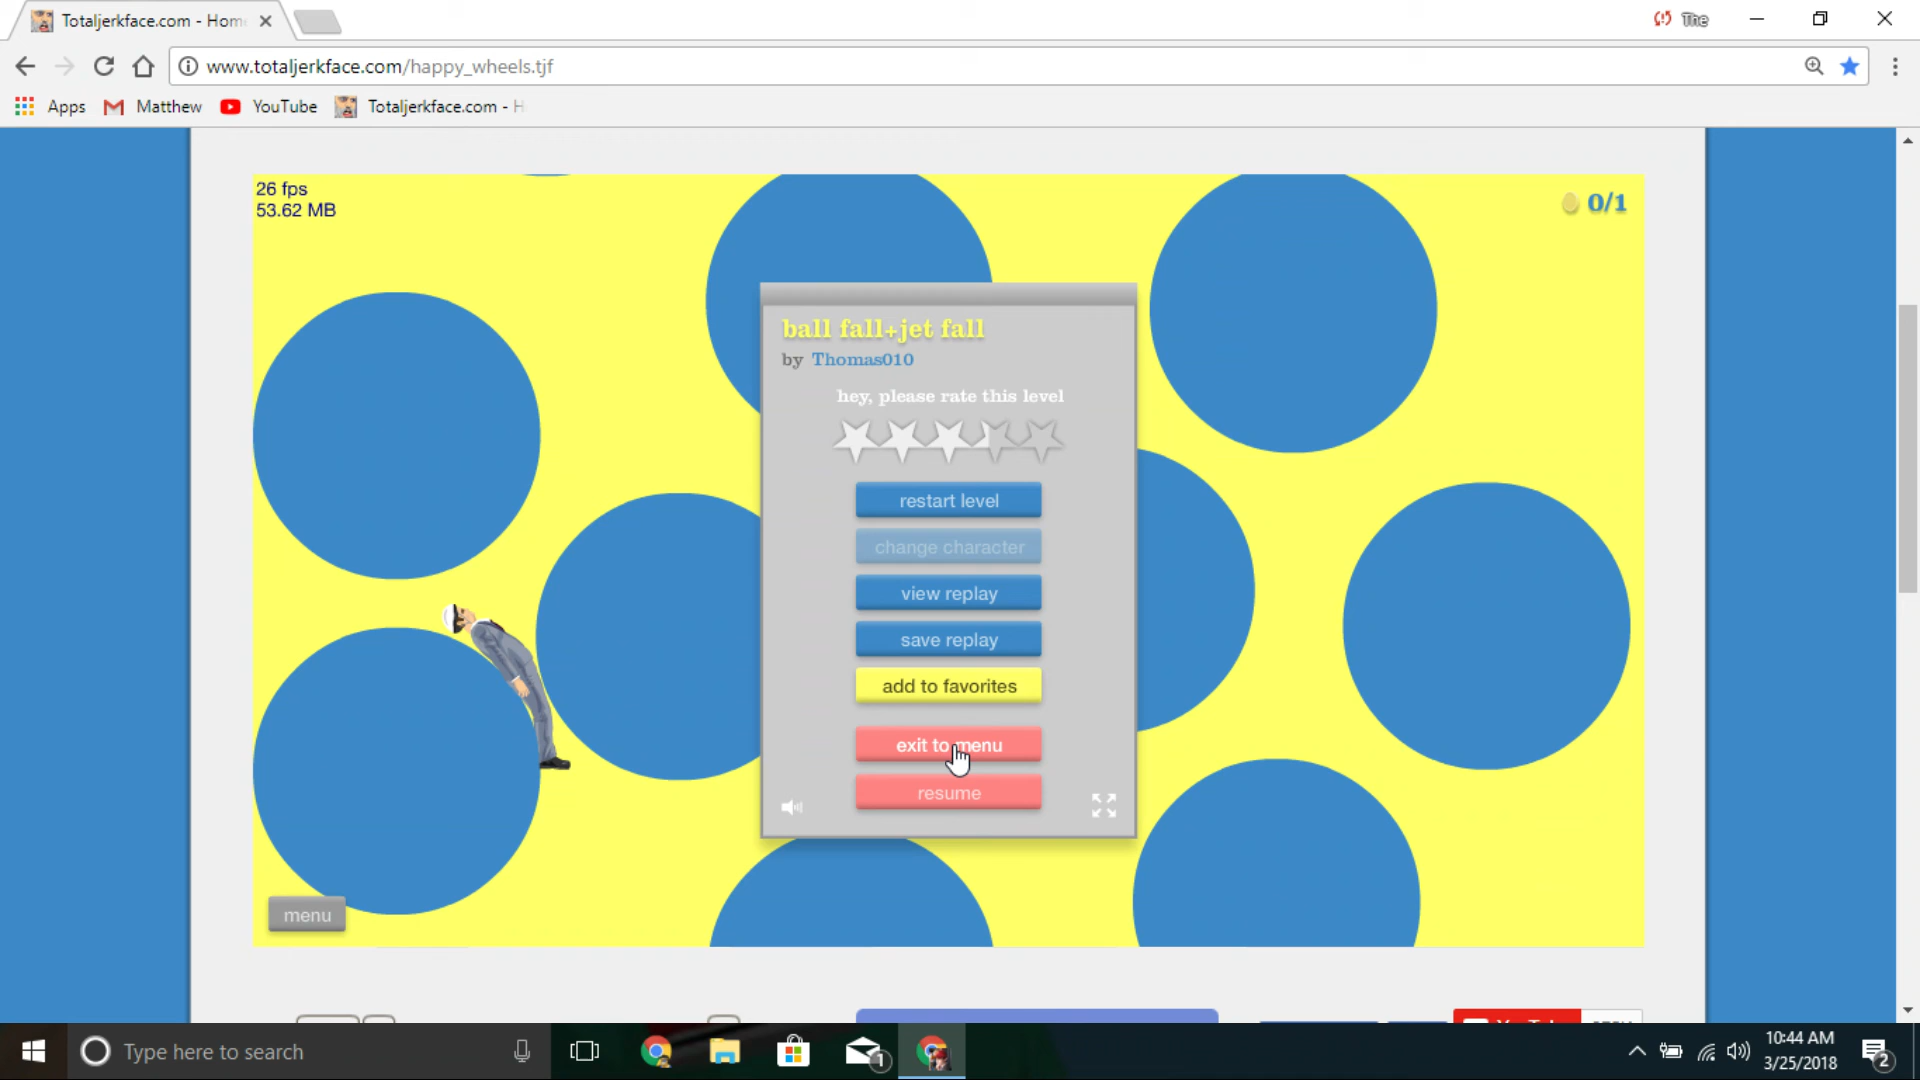 Totaljerkface.com - Hom
The
www.totaljerkface.com/happy_wheels.tjf
Apps Matthew YouTube Totaljerkface.com - H
26 fps
53.62 MB
0/1
ball fall+jet fall
by Thomas010
hey, please rate this level
restart level
change character
view replay
save replay
add to favorites
exit to menu
resume
menu
Type here to search
1
10:44 AM
3/25/2018
2